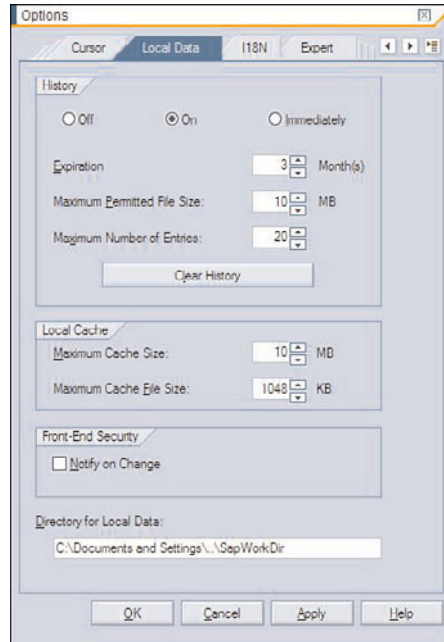 Options
Cursor Local Data I18N Expert
History
Off On Immediately
Expiration 3 Month(s)
Maximum Permitted File Size: 10 MB
Maximum Number of Entries: 20
Clear History
Local Cache
Maximum Cache Size: 10 MB
Maximum Cache File Size: 1048 KB
Front-End Security
Notify on Change
Directory for Local Data:
C:\Documents and Settings\..\SapWorkDir
OK Cancel Apply Help